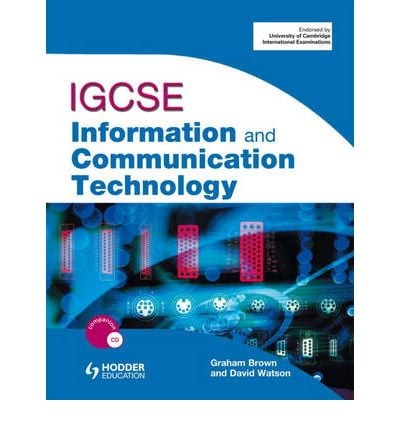 Endorsed by
University of Cambridge
International Examinations
IGCSE
Information and
Communication
Technology
companion
CD
Graham Brown
and David Watson
HODDER
EDUCATION